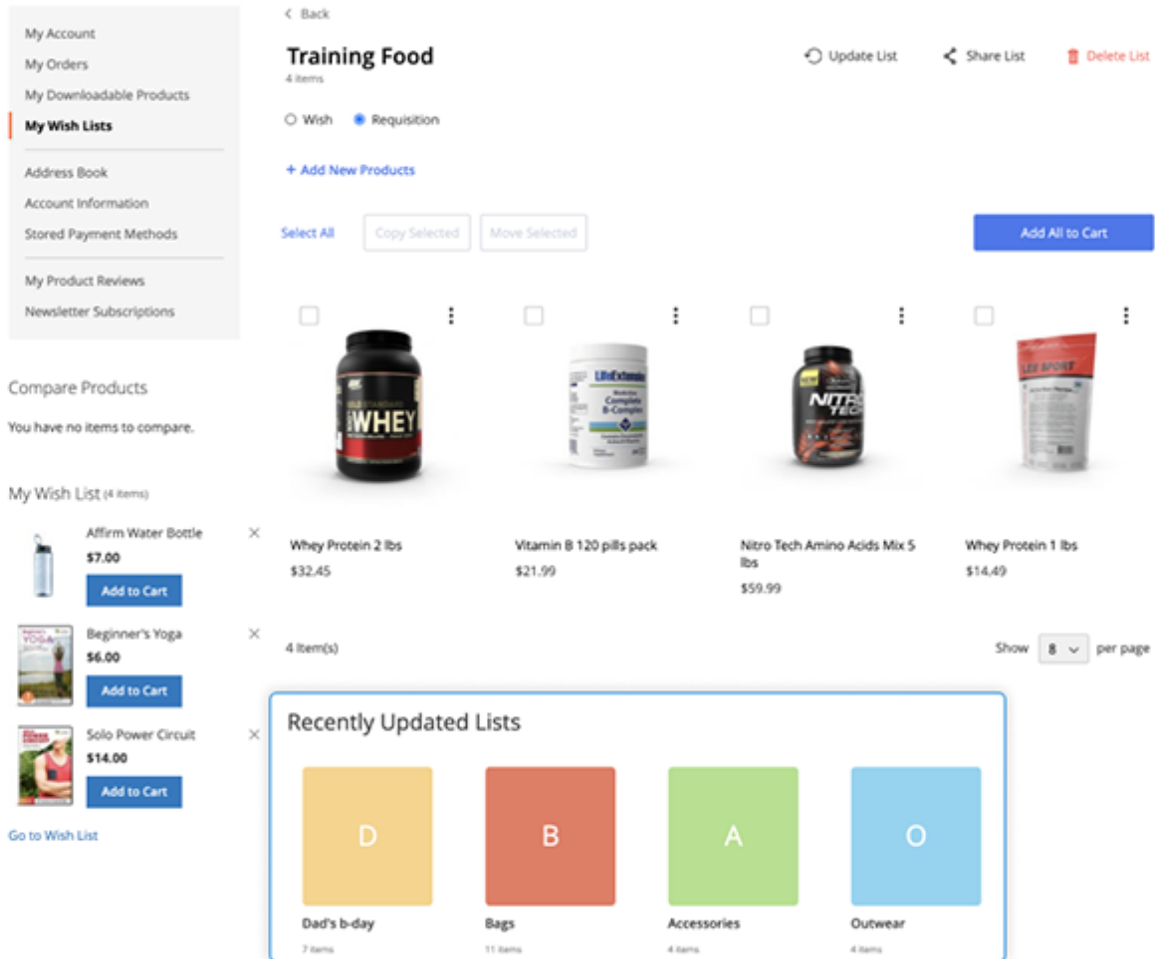 My Account
My Orders
My Downloadable Products
My Wish Lists
Address Book
Account Information
Stored Payment Methods
My Product Reviews
Newsletter Subscriptions
Compare Products
You have no items to compare.
My Wish List (4 items)
Affirm Water Bottle
$7.00
Add to Cart
Beginner's Yoga
$6.00
Add to Cart
Solo Power Circuit
$14.00
Add to Cart
Go to Wish List
Back
Training Food
4 items
Update List
Share List
Delete List
Wish Requisition
+ Add New Products
Select All Copy Selected Move Selected
Add All to Cart
WHEY
LifeExtension
Complete
B-Complex
NITRO
TECH
Whey Protein 2 lbs
$32.45
Vitamin B 120 pills pack
$21.99
Nitro Tech Amino Acids Mix 5
lbs
$59.99
Whey Protein 1 lbs
$14.49
4 Item(s)
Show 8 per page
Recently Updated Lists
D
Dad's b-day
7 items
B
Bags
11 items
A
Accessories
4 items
O
Outwear
4 items